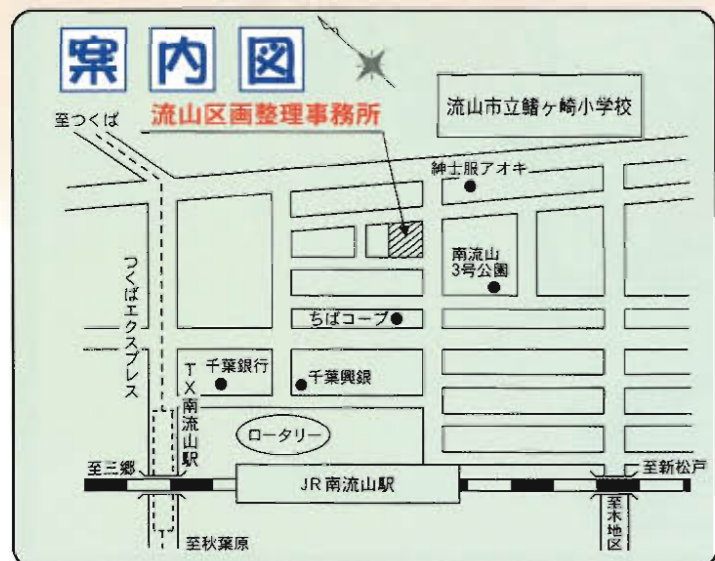 案内図
流山区画整理事務所
至つくば
流山市立鰭ヶ崎小学校
紳士服アオキ
南流山
3号公園
つくばエクスプレス
ちばコープ
千葉銀行
千葉興銀
TX南流山駅
ロータリー
至三郷
JR南流山駅
至新松戸
至木地区
至秋葉原